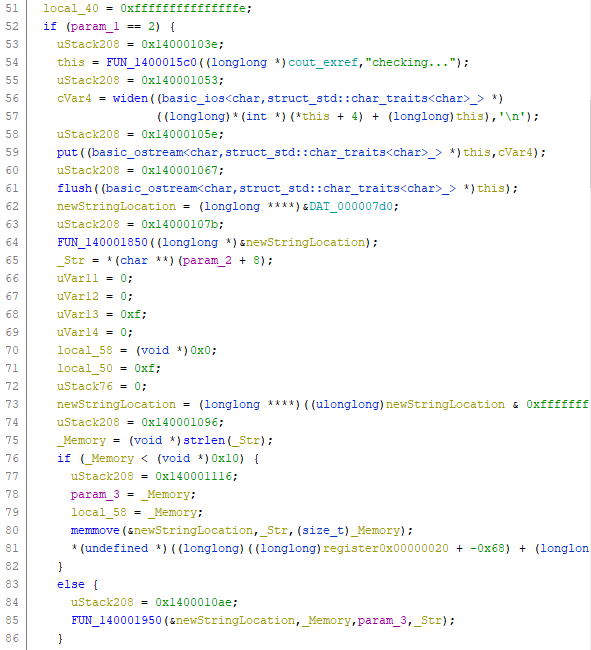 51 local_40 = 0xfffffffffffffffe;
52 if (param_1 == 2) {
53 uStack208 = 0x14000103e;
54 this = FUN_1400015c0((longlong *)cout_exref,"checking...");
55 uStack208 = 0x140001053;
56 cVar4 = widen((basic_ios<char,struct_std::char_traits<char>_> *)
57 ((longlong)*(int *)(*this + 4) + (longlong)this),'\n');
58 uStack208 = 0x14000105e;
59 put((basic_ostream<char,struct_std::char_traits<char>_> *)this,cVar4);
60 uStack208 = 0x140001067;
61 flush((basic_ostream<char,struct_std::char_traits<char>_> *)this);
62 newStringLocation = (longlong ****)&DAT_000007d0;
63 uStack208 = 0x14000107b;
64 FUN_140001850((longlong *)&newStringLocation);
65 _Str = *(char **)(param_2 + 8);
66 uVar11 = 0;
67 uVar12 = 0;
68 uVar13 = 0xf;
69 uVar14 = 0;
70 local_58 = (void *)0x0;
71 local_50 = 0xf;
72 uStack76 = 0;
73 newStringLocation = (longlong ****)((ulonglong)newStringLocation & 0xfffffff
74 uStack208 = 0x140001096;
75 _Memory = (void *)strlen(_Str);
76 if (_Memory < (void *)0x10) {
77 uStack208 = 0x140001116;
78 param_3 = _Memory;
79 local_58 = _Memory;
80 memmove(&newStringLocation,_Str,(size_t)_Memory);
81 *(undefined *)((longlong)((longlong)register0x00000020 + -0x68) + (longlon
82 }
83 else {
84 uStack208 = 0x1400010ae;
85 FUN_140001950(&newStringLocation,_Memory,param_3,_Str);
86 }